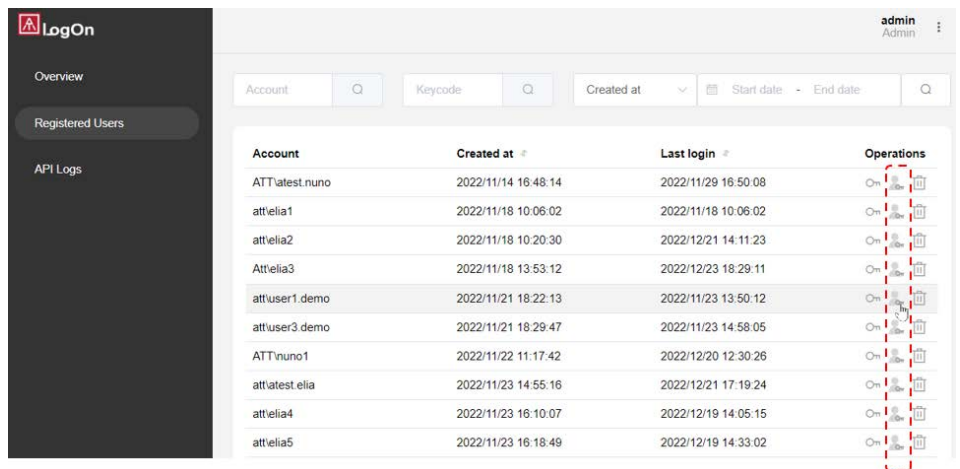 LogOn
admin
Admin
Overview
Registered Users
API Logs
Account Keycode Created at Start date - End date
Account Created at Last login Operations
ATT\atest.nuno 2022/11/14 16:48:14 2022/11/29 16:50:08
att\elia1 2022/11/18 10:06:02 2022/11/18 10:06:02
att\elia2 2022/11/18 10:20:30 2022/12/21 14:11:23
Att\elia3 2022/11/18 13:53:12 2022/12/23 18:29:11
att\user1.demo 2022/11/21 18:22:13 2022/11/23 13:50:12
att\user3.demo 2022/11/21 18:29:47 2022/11/23 14:58:05
ATT\nuno1 2022/11/22 11:17:42 2022/12/20 12:30:26
att\atest.elia 2022/11/23 14:55:16 2022/12/21 17:19:24
att\elia4 2022/11/23 16:10:07 2022/12/19 14:05:15
att\elia5 2022/11/23 16:18:49 2022/12/19 14:33:02